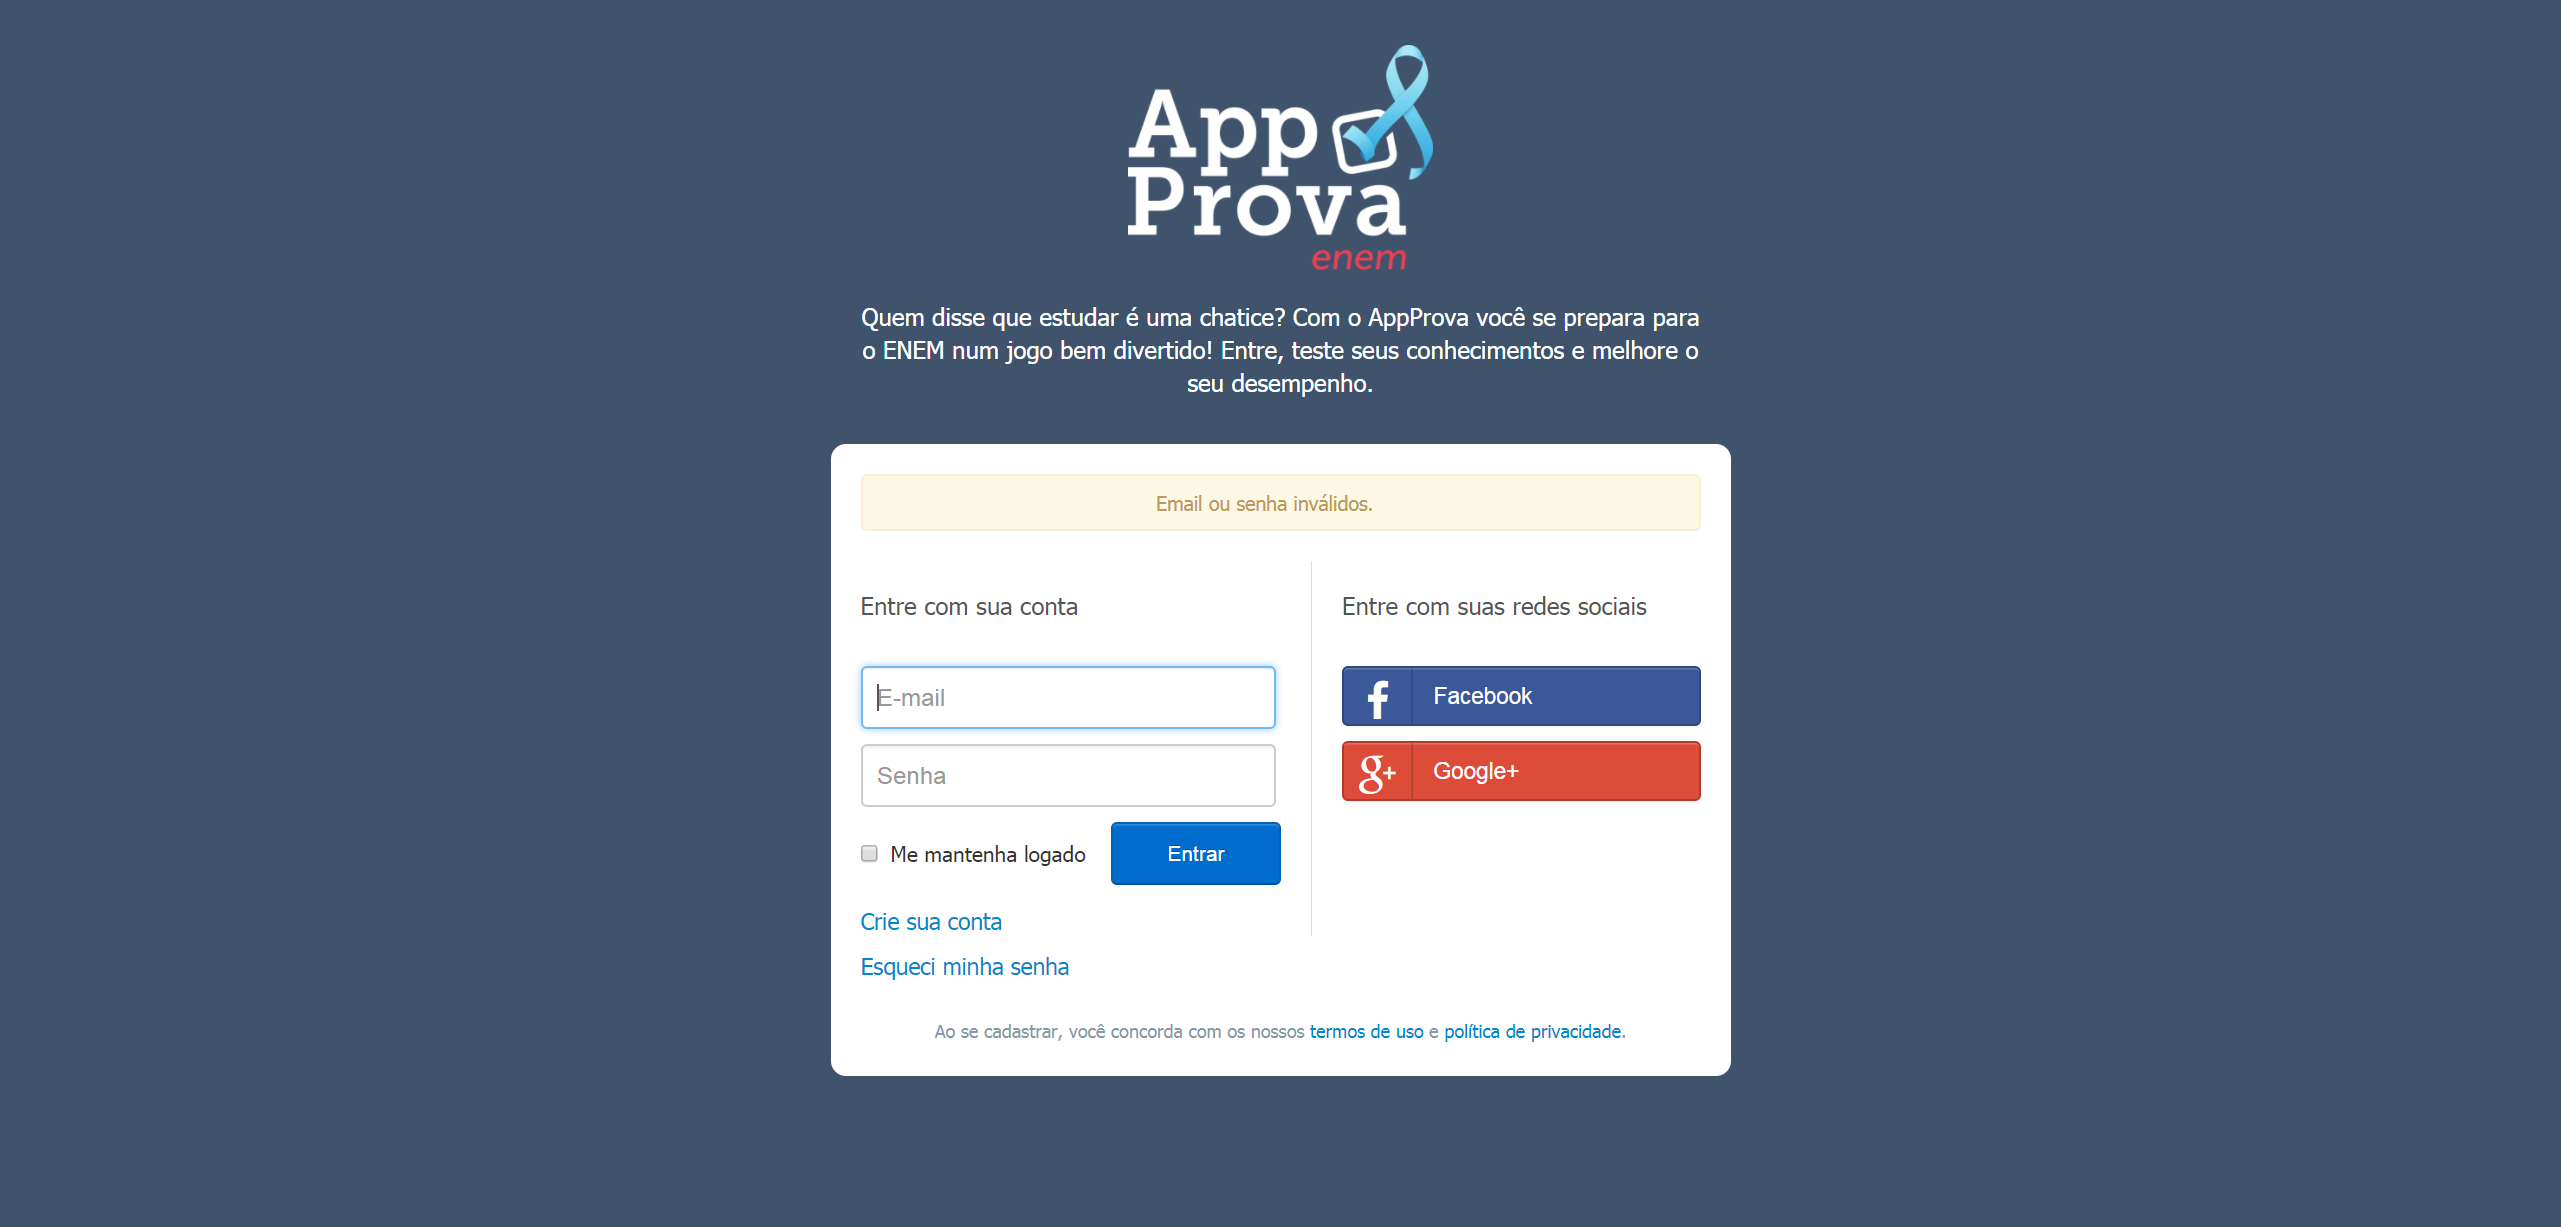 App
Prova
enem
Quem disse que estudar é uma chatice? Com o AppProva você se prepara para
o ENEM num jogo bem divertido! Entre, teste seus conhecimentos e melhore o
seu desempenho.
Email ou senha inválidos.
Entre com sua conta
E-mail
Senha
Me mantenha logado
Entrar
Crie sua conta
Esqueci minha senha
Entre com suas redes sociais
f Facebook
g+ Google+
Ao se cadastrar, você concorda com os nossos termos de uso e política de privacidade.